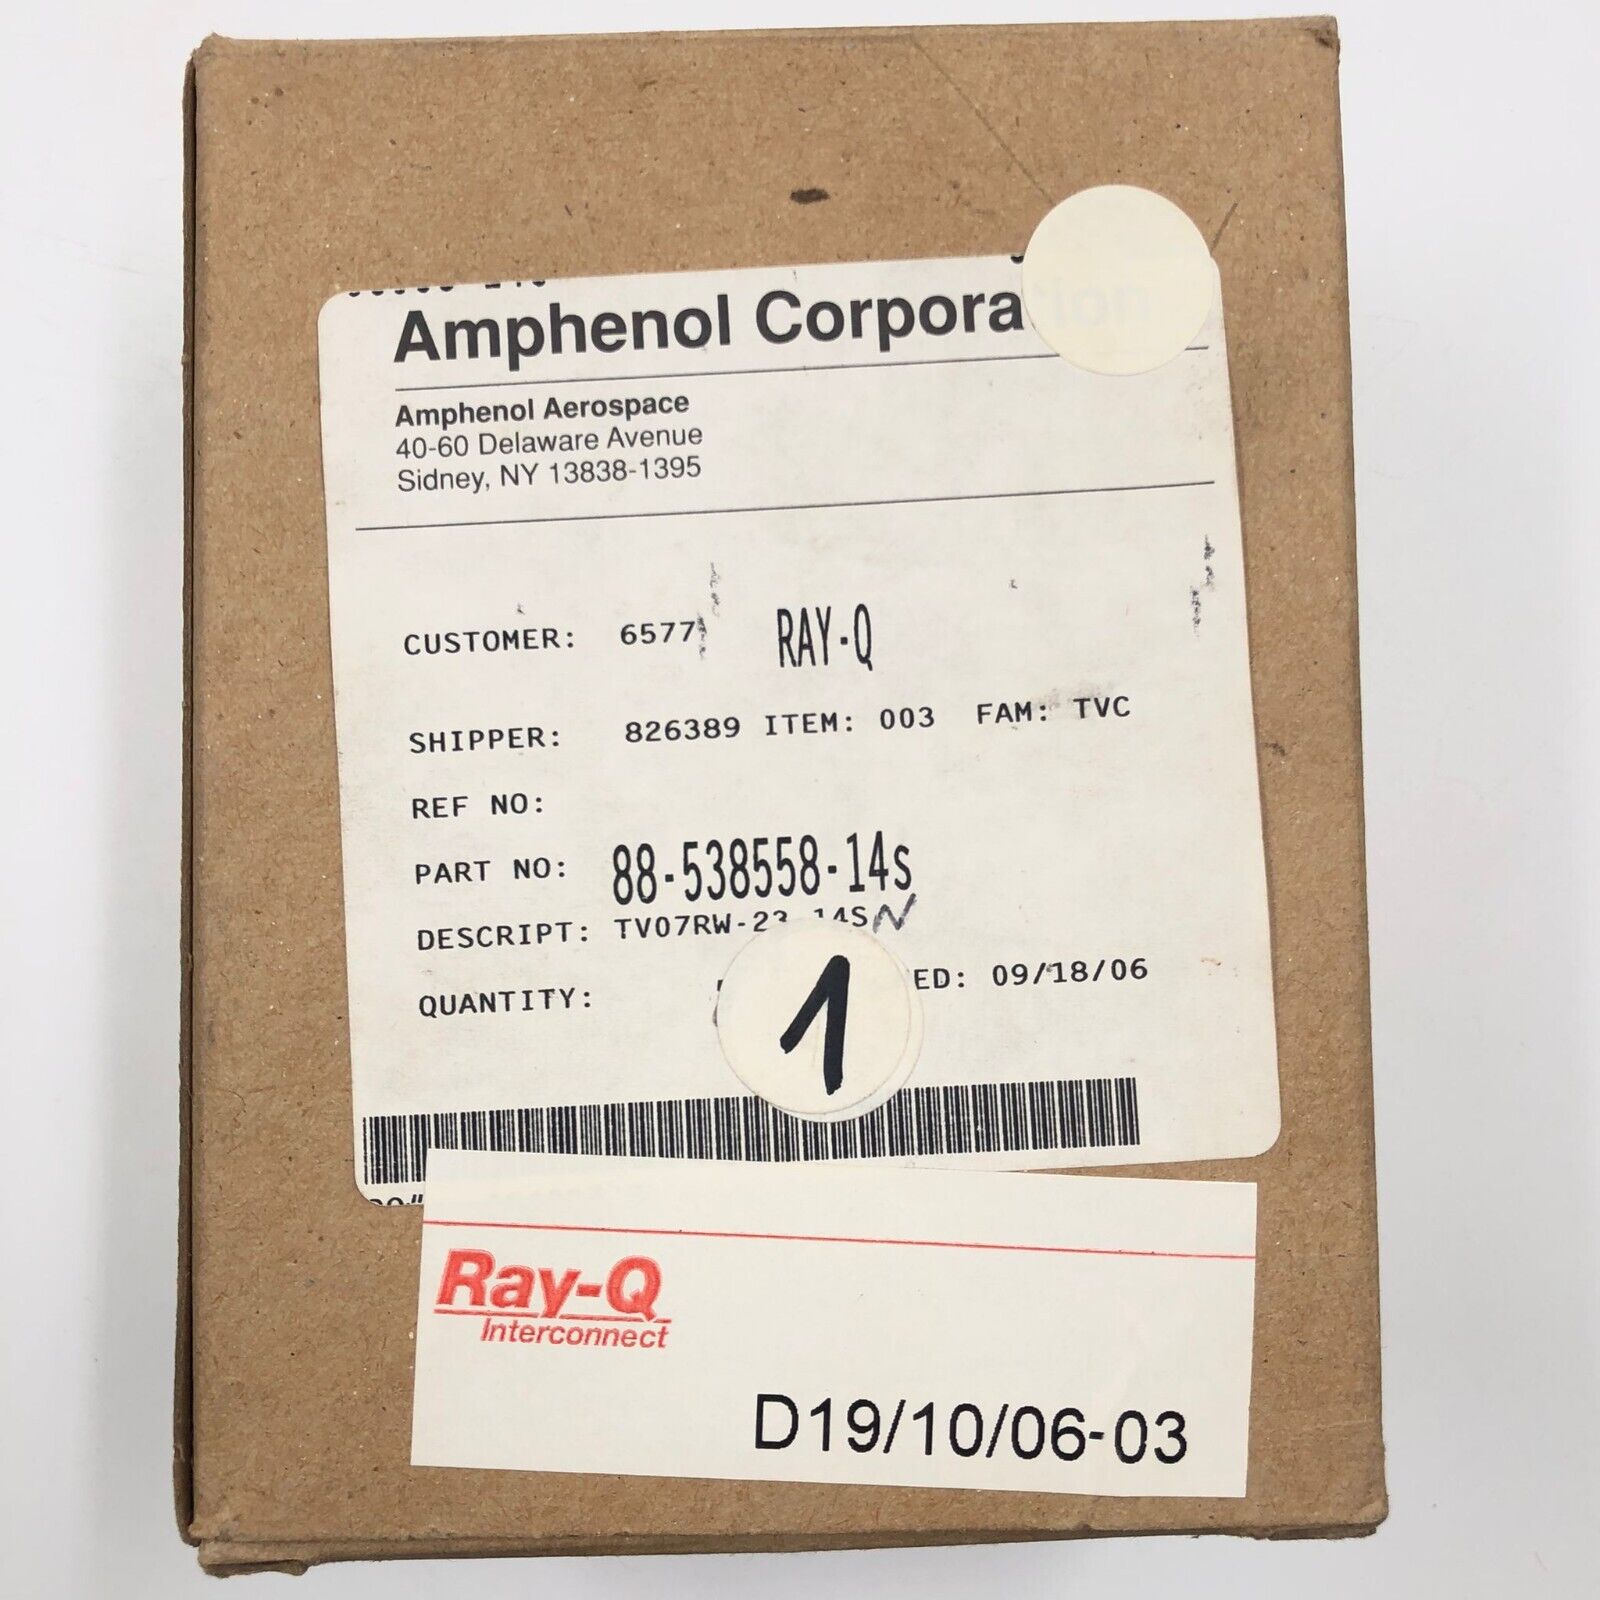 Amphenol Corporation
Amphenol Aerospace
40-60 Delaware Avenue
Sidney, NY 13838-1395
CUSTOMER: 6577 RAY-Q
SHIPPER: 826389 ITEM: 003 FAM: TVC
REF NO:
PART NO: 88-538558-14s
DESCRIPT: TV07RW-23 14SN
QUANTITY: ED: 09/18/06
1
Ray-Q
Interconnect
D19/10/06-03